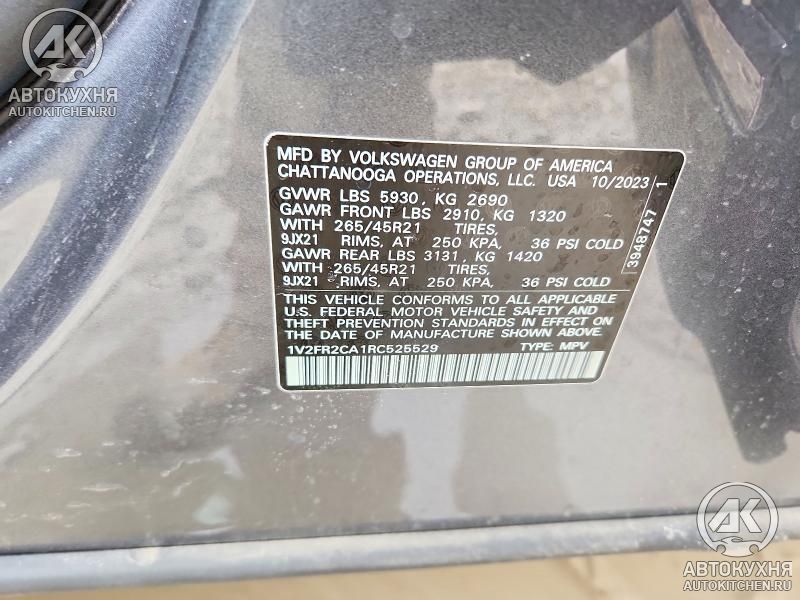 АК
АВТОКУХНЯ
AUTOKITCHEN.RU
MFD BY VOLKSWAGEN GROUP OF AMERICA
CHATTANOOGA OPERATIONS, LLC. USA 10/2023
GVWR LBS 5930, KG 2690
GAWR FRONT LBS 2910, KG 1320
WITH 265/45R21 TIRES,
9JX21 RIMS, AT 250 KPA, 36 PSI COLD
GAWR REAR LBS 3131, KG 1420
WITH 265/45R21 TIRES,
9JX21 RIMS, AT 250 KPA, 36 PSI COLD
THIS VEHICLE CONFORMS TO ALL APPLICABLE
U.S. FEDERAL MOTOR VEHICLE SAFETY AND
THEFT PREVENTION STANDARDS IN EFFECT ON
THE DATE OF MANUFACTURE SHOWN ABOVE.
1V2FR2CA1RC525529 TYPE: MPV
3948747 1
АК
АВТОКУХНЯ
AUTOKITCHEN.RU